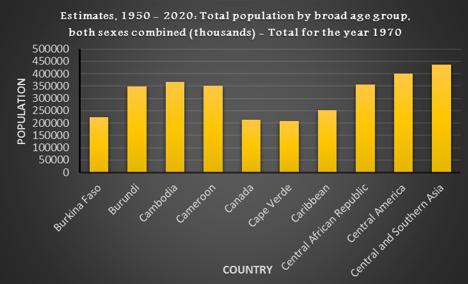 Estimates, 1950 – 2020: Total population by broad age group,
both sexes combined (thousands) – Total for the year 1970
POPULATION
500000
450000
400000
350000
300000
250000
200000
150000
100000
50000
0
Burkina Faso
Burundi
Cambodia
Cameroon
Canada
Cape Verde
Caribbean
Central African Republic
Central America
Central and Southern Asia
COUNTRY